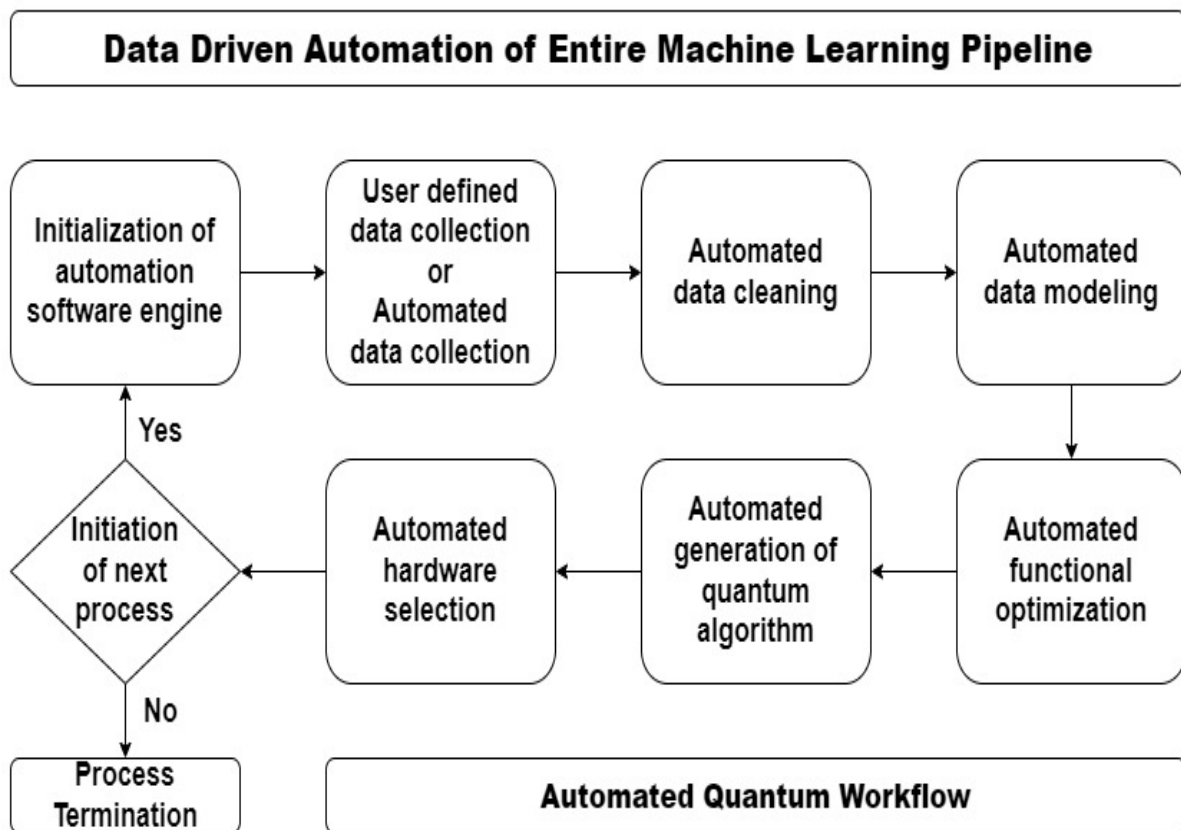 Data Driven Automation of Entire Machine Learning Pipeline
Initialization of
automation
software engine
User defined
data collection
or
Automated
data collection
Automated
data cleaning
Automated
data modeling
Yes
Initiation
of next
process
Automated
hardware
selection
Automated
generation of
quantum
algorithm
Automated
functional
optimization
No
Process
Termination
Automated Quantum Workflow